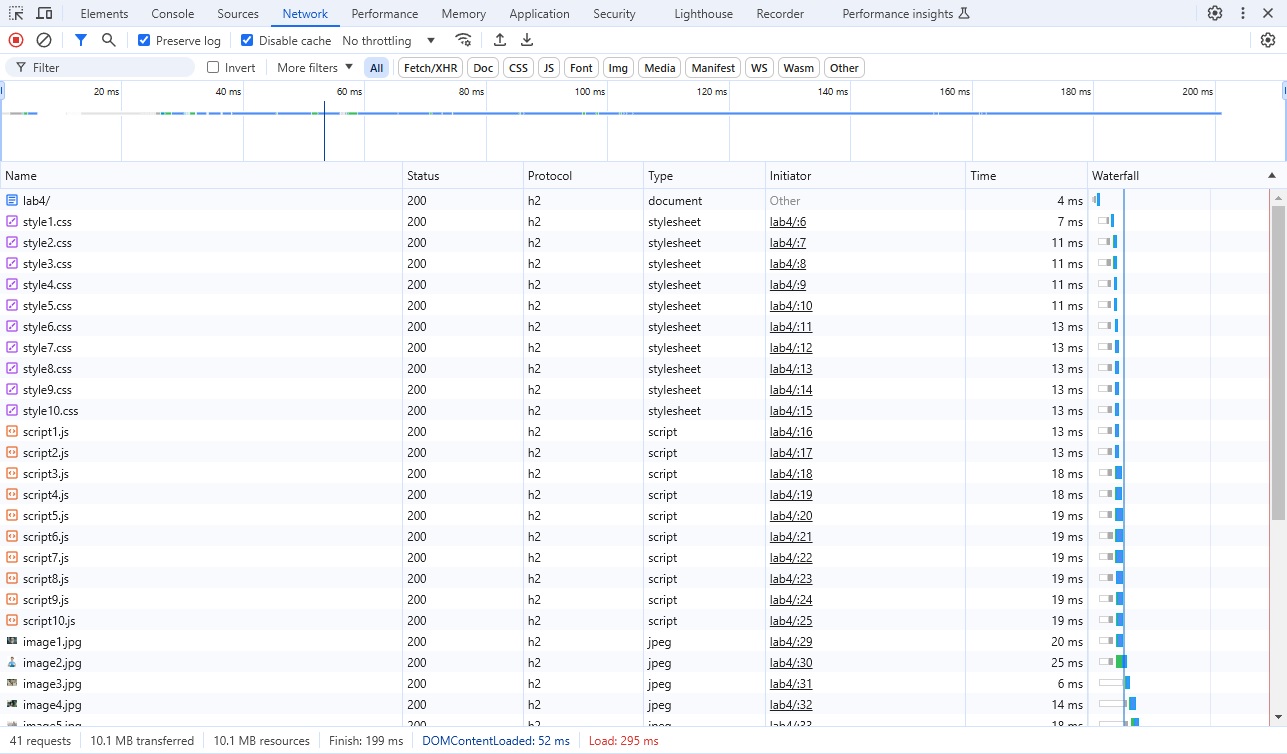 Elements Console Sources Network Performance Memory Application Security Lighthouse Recorder Performance insights
Preserve log Disable cache No throttling
Filter Invert More filters All Fetch/XHR Doc CSS JS Font Img Media Manifest WS Wasm Other
20 ms 40 ms 60 ms 80 ms 100 ms 120 ms 140 ms 160 ms 180 ms 200 ms
Name Status Protocol Type Initiator Time Waterfall
lab4/ 200 h2 document Other 4 ms
style1.css 200 h2 stylesheet lab4/:6 7 ms
style2.css 200 h2 stylesheet lab4/:7 11 ms
style3.css 200 h2 stylesheet lab4/:8 11 ms
style4.css 200 h2 stylesheet lab4/:9 11 ms
style5.css 200 h2 stylesheet lab4/:10 11 ms
style6.css 200 h2 stylesheet lab4/:11 13 ms
style7.css 200 h2 stylesheet lab4/:12 13 ms
style8.css 200 h2 stylesheet lab4/:13 13 ms
style9.css 200 h2 stylesheet lab4/:14 13 ms
style10.css 200 h2 stylesheet lab4/:15 13 ms
script1.js 200 h2 script lab4/:16 13 ms
script2.js 200 h2 script lab4/:17 13 ms
script3.js 200 h2 script lab4/:18 18 ms
script4.js 200 h2 script lab4/:19 18 ms
script5.js 200 h2 script lab4/:20 19 ms
script6.js 200 h2 script lab4/:21 19 ms
script7.js 200 h2 script lab4/:22 19 ms
script8.js 200 h2 script lab4/:23 19 ms
script9.js 200 h2 script lab4/:24 19 ms
script10.js 200 h2 script lab4/:25 19 ms
image1.jpg 200 h2 jpeg lab4/:29 20 ms
image2.jpg 200 h2 jpeg lab4/:30 25 ms
image3.jpg 200 h2 jpeg lab4/:31 6 ms
image4.jpg 200 h2 jpeg lab4/:32 14 ms
image5.jpg 200 h2 jpeg lab4/:33 18 ms
41 requests 10.1 MB transferred 10.1 MB resources Finish: 199 ms DOMContentLoaded: 52 ms Load: 295 ms